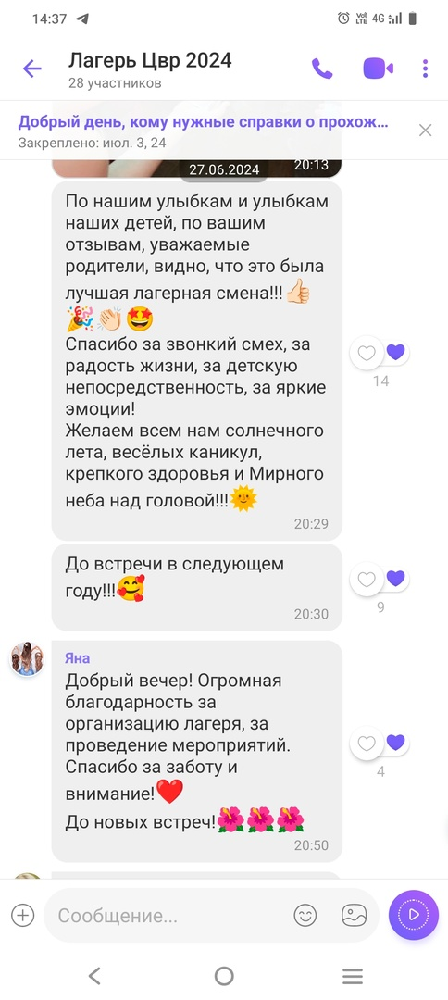 14:37
Vo) LTE 4G
Лагерь Цвр 2024
28 участников
Добрый день, кому нужные справки о прохож...
Закреплено: июл. 3, 24
27.06.2024
20:13
По нашим улыбкам и улыбкам
наших детей, по вашим
отзывам, уважаемые
родители, видно, что это была
лучшая лагерная смена!!!👍🏻
🎉👏🏻🤩
Спасибо за звонкий смех, за
радость жизни, за детскую
непосредственность, за яркие
эмоции!
Желаем всем нам солнечного
лета, весёлых каникул,
крепкого здоровья и Мирного
неба над головой!!!🌞
20:29
14
До встречи в следующем
году!!!🥰
20:30
9
Яна
Добрый вечер! Огромная
благодарность за
организацию лагеря, за
проведение мероприятий.
Спасибо за заботу и
внимание!❤️
До новых встреч!🌺🌺🌺
20:50
4
Сообщение...